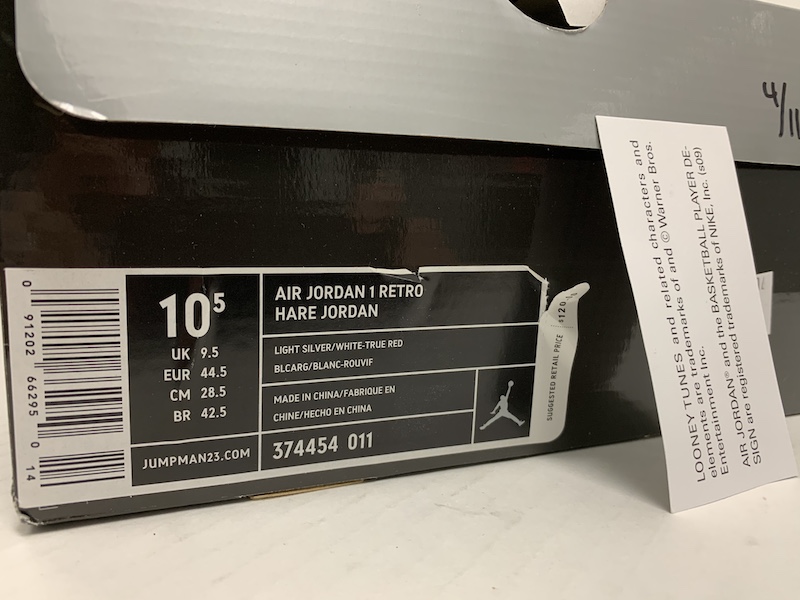 4/11
10⁵
UK 9.5
EUR 44.5
CM 28.5
BR 42.5
JUMPMAN23.COM
AIR JORDAN 1 RETRO
HARE JORDAN
LIGHT SILVER/WHITE-TRUE RED
BLCARG/BLANC-ROUVIF
MADE IN CHINA/FABRIQUE EN
CHINE/HECHO EN CHINA
374454 011
0 91202 66295 0 14
SUGGESTED RETAIL PRICE $120
LOONEY TUNES and related characters and
elements are trademarks of and © Warner Bros.
Entertainment Inc.
AIR JORDAN® and the BASKETBALL PLAYER DE-
SIGN are registered trademarks of NIKE, Inc. (s09)